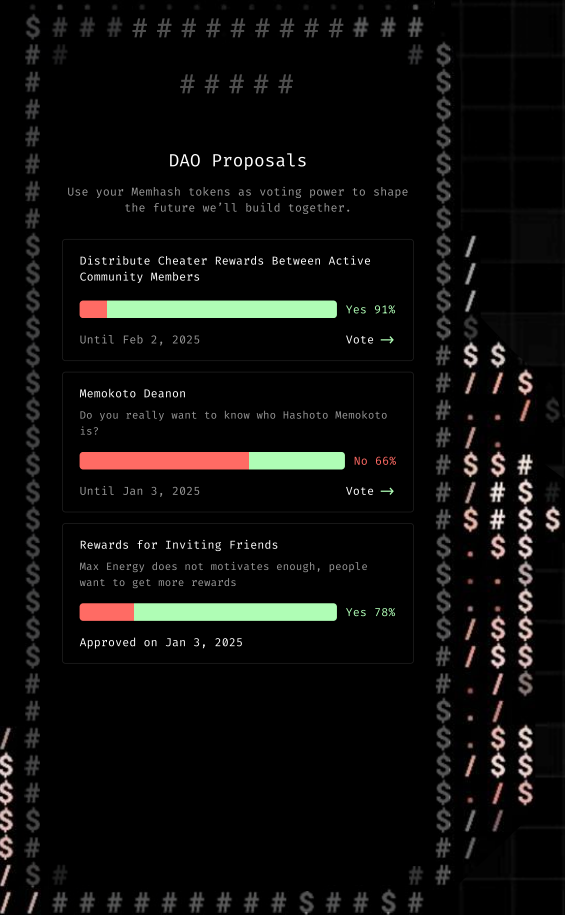 DAO Proposals
Use your Memhash tokens as voting power to shape
the future we’ll build together.
Distribute Cheater Rewards Between Active
Community Members
Yes 91%
Until Feb 2, 2025 Vote →
Memokoto Deanon
Do you really want to know who Hashoto Memokoto
is?
No 66%
Until Jan 3, 2025 Vote →
Rewards for Inviting Friends
Max Energy does not motivates enough, people
want to get more rewards
Yes 78%
Approved on Jan 3, 2025